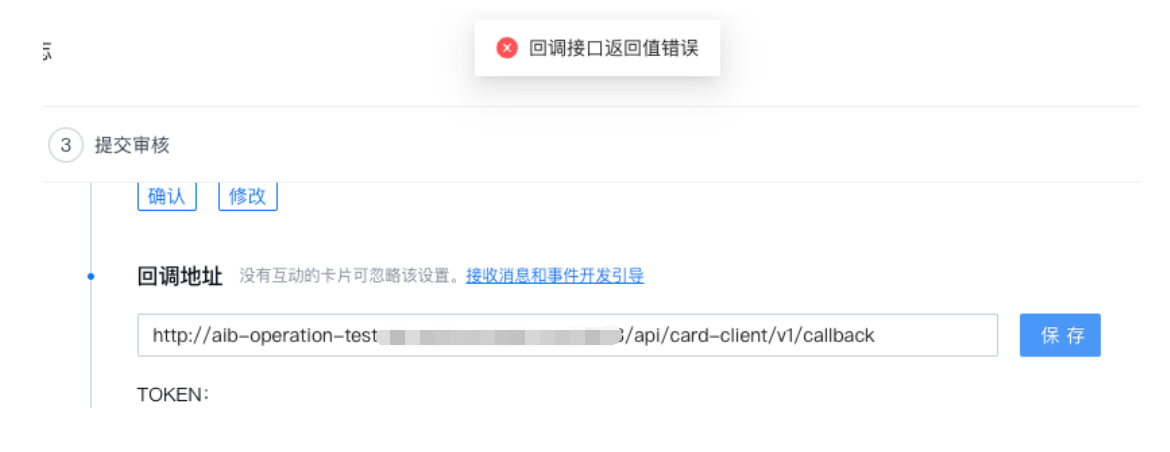 回调接口返回值错误
志
3 提交审核
确认 修改
回调地址 没有互动的卡片可忽略该设置。接收消息和事件开发引导
http://aib-operation-test /api/card-client/v1/callback 保存
TOKEN: